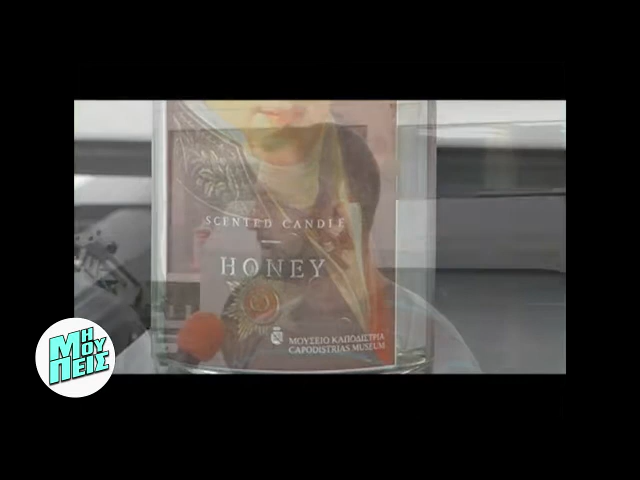 SCENTED CANDLE
HONEY
ΜΟΥΣΕΙΟ ΚΑΠΟΔΙΣΤΡΙΑ
CAPODISTRIAS MUSEUM
ΜΗ
ΜΟΥ
ΠΕΙΣ